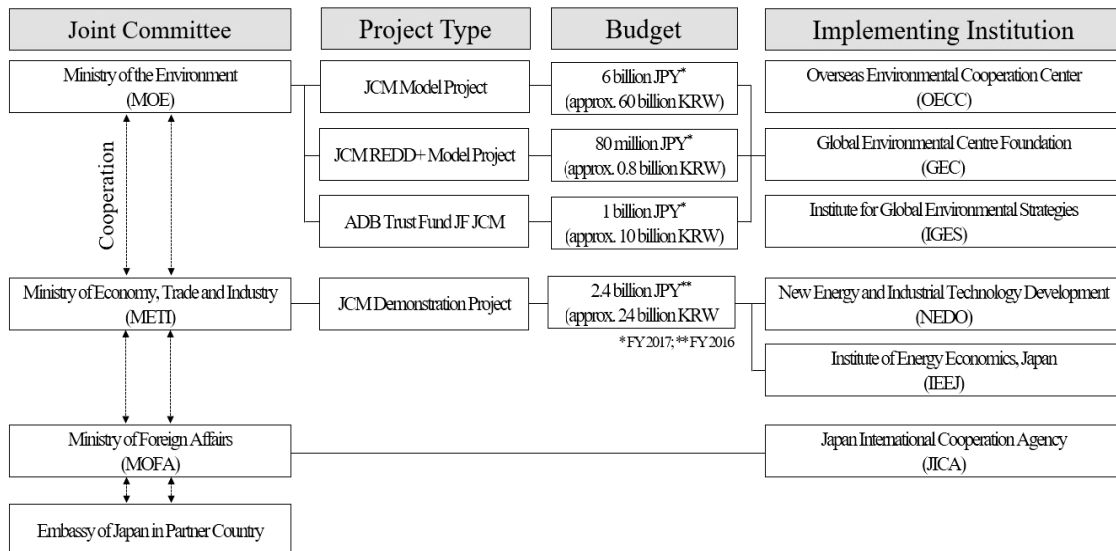 Joint Committee
Project Type
Budget
Implementing Institution
Ministry of the Environment
(MOE)
JCM Model Project
6 billion JPY*
(approx. 60 billion KRW)
Overseas Environmental Cooperation Center
(OECC)
JCM REDD+ Model Project
80 million JPY*
(approx. 0.8 billion KRW)
Global Environmental Centre Foundation
(GEC)
Cooperation
ADB Trust Fund JF JCM
1 billion JPY*
(approx. 10 billion KRW)
Institute for Global Environmental Strategies
(IGES)
Ministry of Economy, Trade and Industry
(METI)
JCM Demonstration Project
2.4 billion JPY**
(approx. 24 billion KRW
New Energy and Industrial Technology Development
(NEDO)
* FY 2017; ** FY 2016
Institute of Energy Economics, Japan
(IEEJ)
Ministry of Foreign Affairs
(MOFA)
Japan International Cooperation Agency
(JICA)
Embassy of Japan in Partner Country